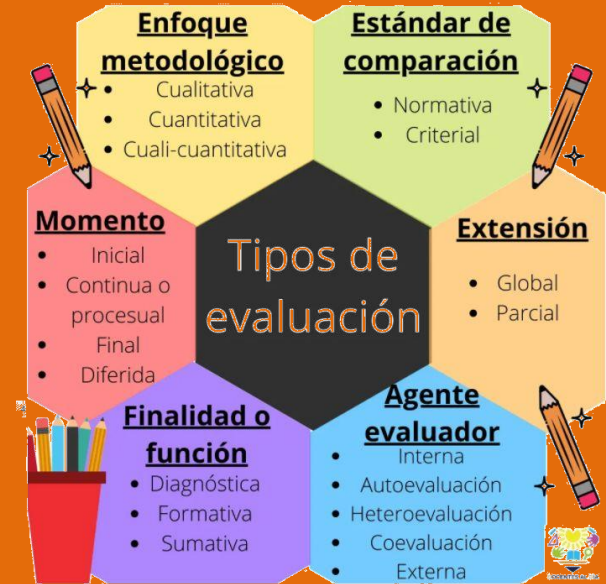 Enfoque
metodológico
• Cualitativa
• Cuantitativa
• Cuali-cuantitativa
Estándar de
comparación
• Normativa
• Criterial
Momento
• Inicial
• Continua o
procesual
• Final
• Diferida
Tipos de
evaluación
Extensión
• Global
• Parcial
Finalidad o
función
• Diagnóstica
• Formativa
• Sumativa
Agente
evaluador
• Interna
• Autoevaluación
• Heteroevaluación
• Coevaluación
• Externa